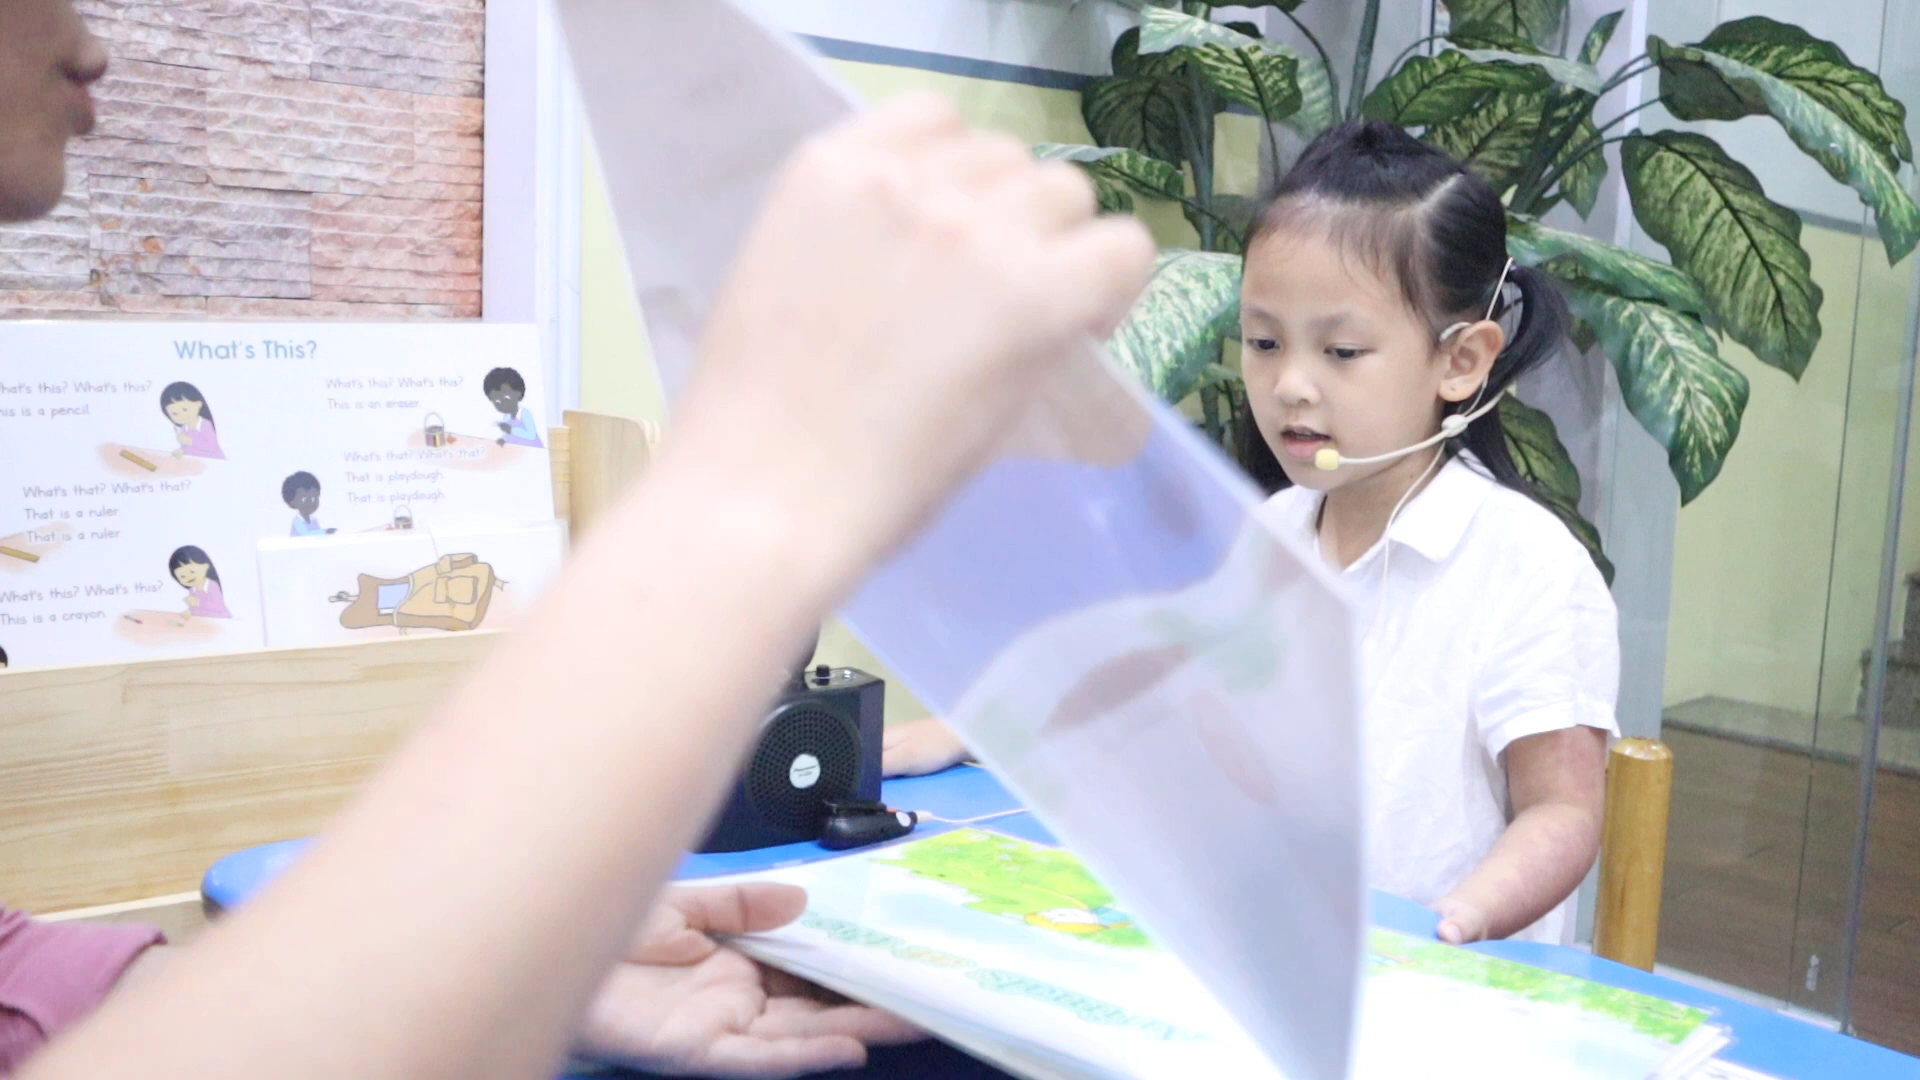 What's This?
What's this? What's this?
This is a pencil.
What's that? What's that?
That is a ruler.
That is a ruler.
What's this? What's this?
This is a crayon.
What's this? What's this?
This is an eraser.
What's that? What's that?
That is playdough.
That is playdough.